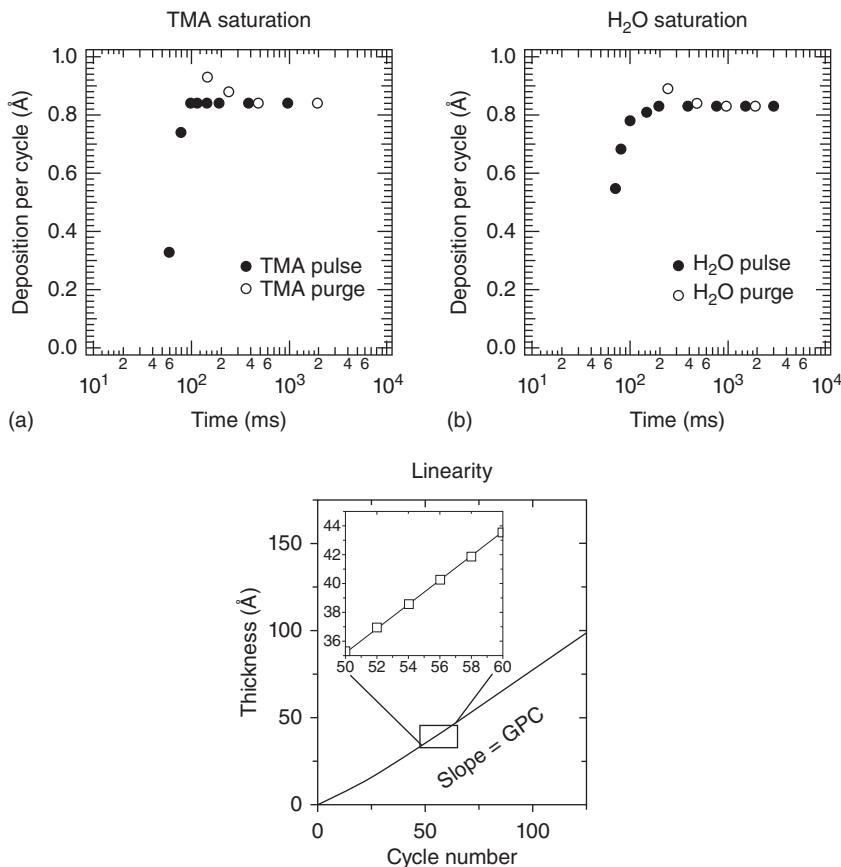 TMA saturation
Deposition per cycle (Å)
1.0
0.8
0.6
0.4
0.2
0.0
TMA pulse
TMA purge
2 4 6 2 4 6 2 4 6
10¹ 10² 10³ 10⁴
(a)
Time (ms)
H₂O saturation
Deposition per cycle (Å)
1.0
0.8
0.6
0.4
0.2
0.0
H₂O pulse
H₂O purge
2 4 6 2 4 6 2 4 6
10¹ 10² 10³ 10⁴
(b)
Time (ms)
Linearity
Thickness (Å)
150
100
50
0
44
42
40
38
36
50 52 54 56 58 60
Slope = GPC
0 50 100
Cycle number